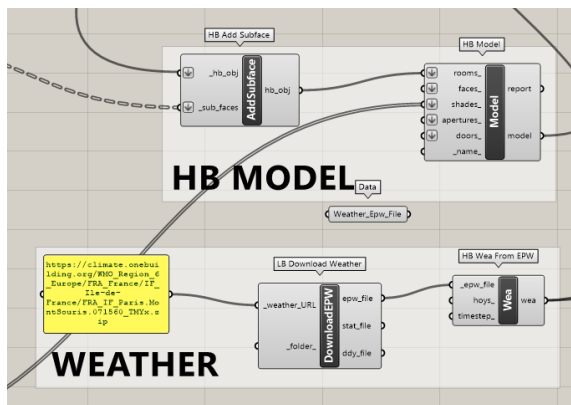 HB Add Subface
_hb_obj
_sub_faces
AddSubface
hb_obj
HB Model
rooms_
faces_
shades_
apertures_
doors_
_name_
Model
report
model
HB MODEL
Data
Weather_Epw_File
https://climate.onebui
lding.org/WMO_Region_6
_Europe/FRA_France/IF_
Ile-de-
France/FRA_IF_Paris.Mo
ntSouris.071560_TMYx.z
ip
LB Download Weather
_weather_URL
_folder_
DownloadEPW
epw_file
stat_file
ddy_file
HB Wea From EPW
_epw_file
hoys_
timestep_
Wea
wea
WEATHER